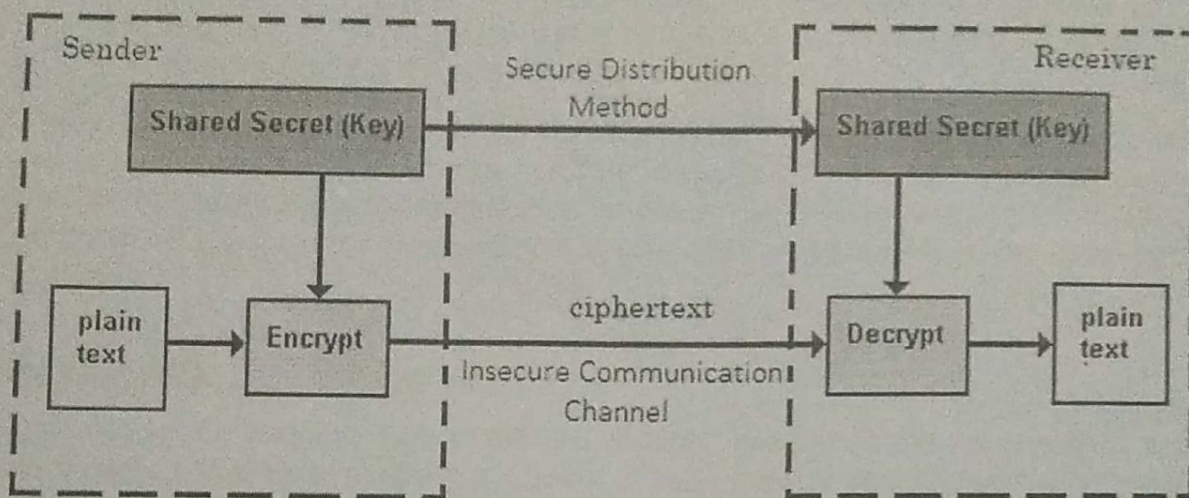 Sender
Receiver
Secure Distribution
Method
Shared Secret (Key)
Shared Secret (Key)
plain
text
Encrypt
ciphertext
Insecure Communication
Channel
Decrypt
plain
text